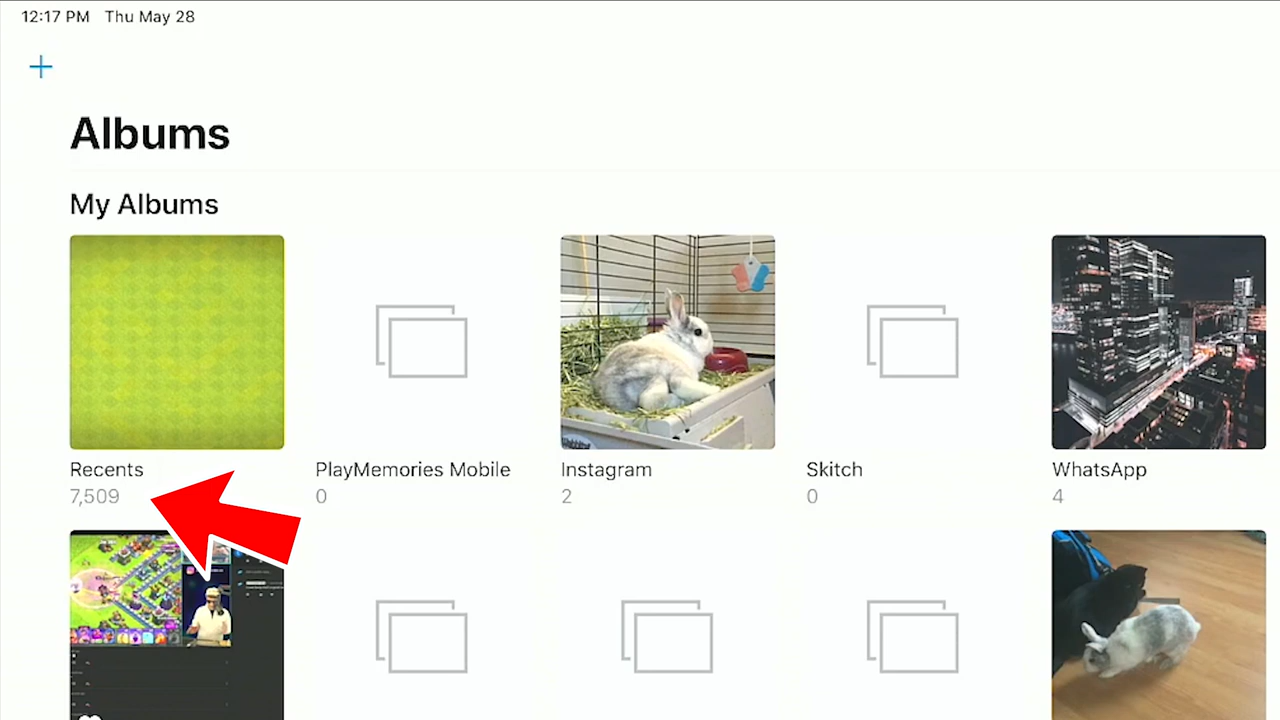 12:17 PM Thu May 28
Albums
My Albums
Recents
7,509
PlayMemories Mobile
0
Instagram
2
Skitch
0
WhatsApp
4